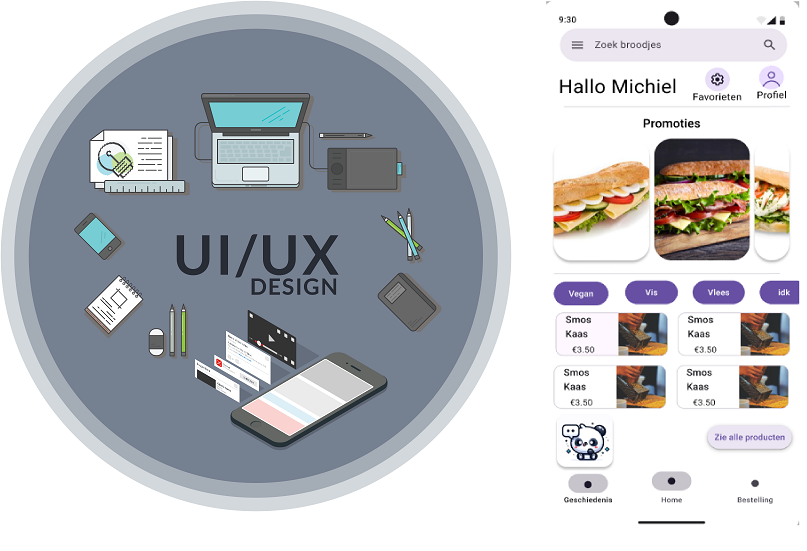 UI/UX
DESIGN
9:30
Zoek broodjes
Hallo Michiel
Favorieten
Profiel
Promoties
Vegan
Vis
Vlees
idk
Smos
Kaas
€3.50
Smos
Kaas
€3.50
Smos
Kaas
€3.50
Smos
Kaas
€3.50
Zie alle producten
Geschiedenis
Home
Bestelling